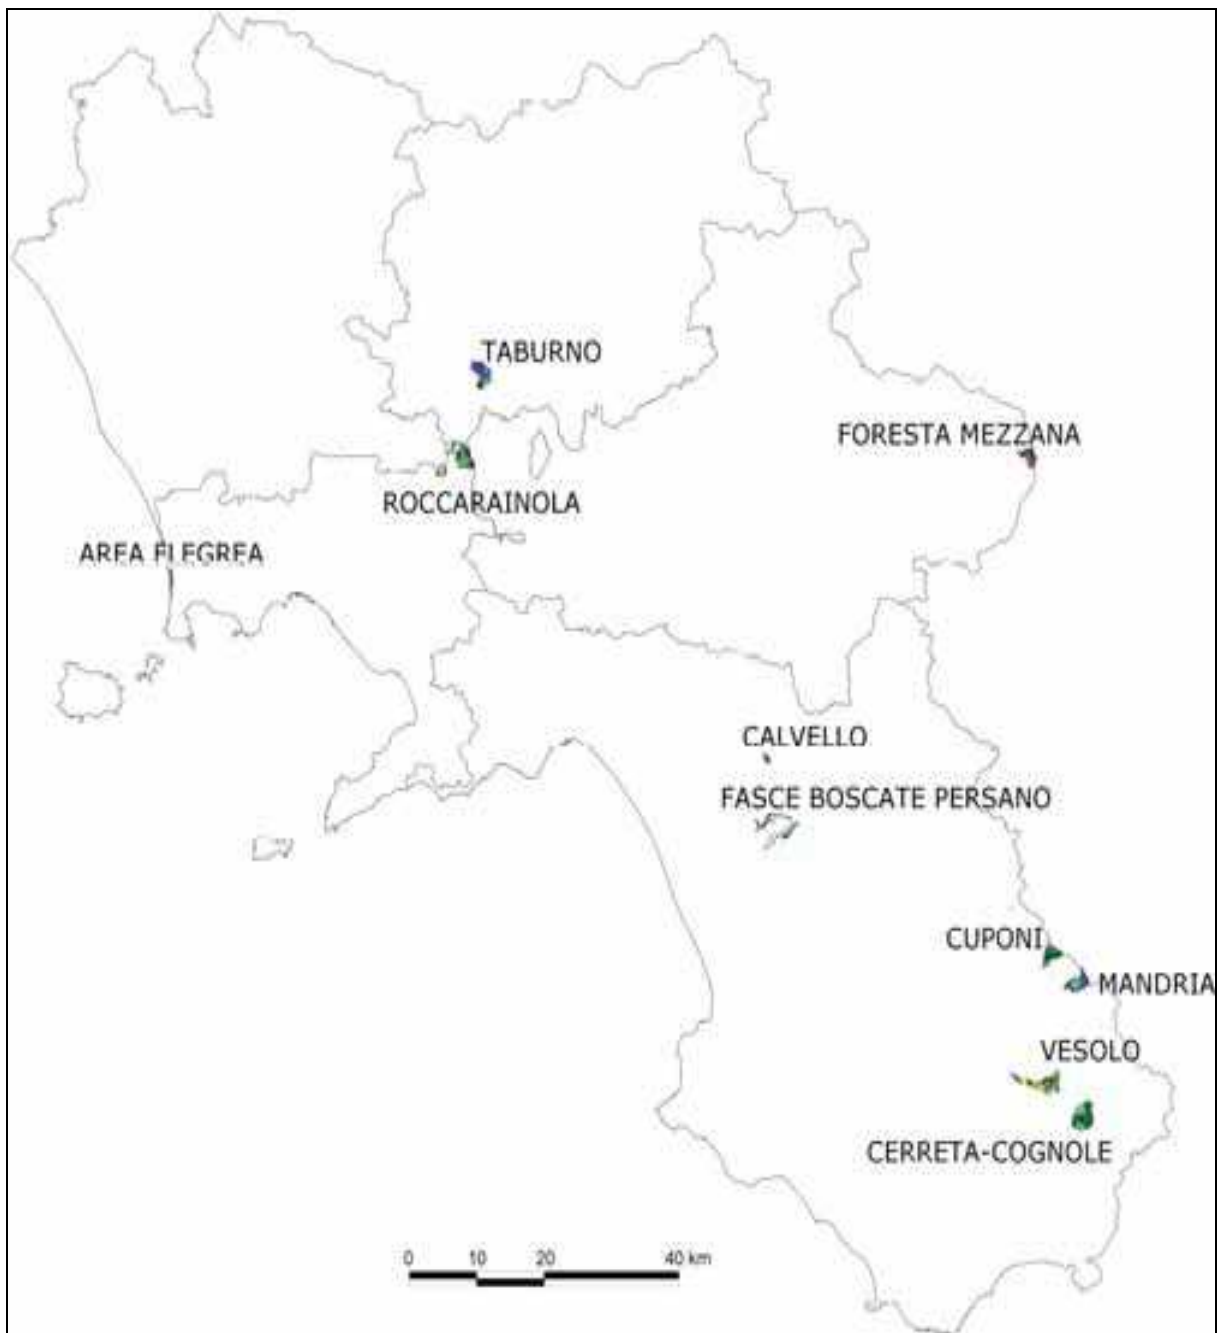 TABURNO
FORESTA MEZZANA
ROCCARAINOLA
AREA FLEGREA
CALVELLO
FASCE BOSCATE PERSANO
CUPONI
MANDRIA
VESOLO
CERRETA-COGNOLE
0 10 20 40 km